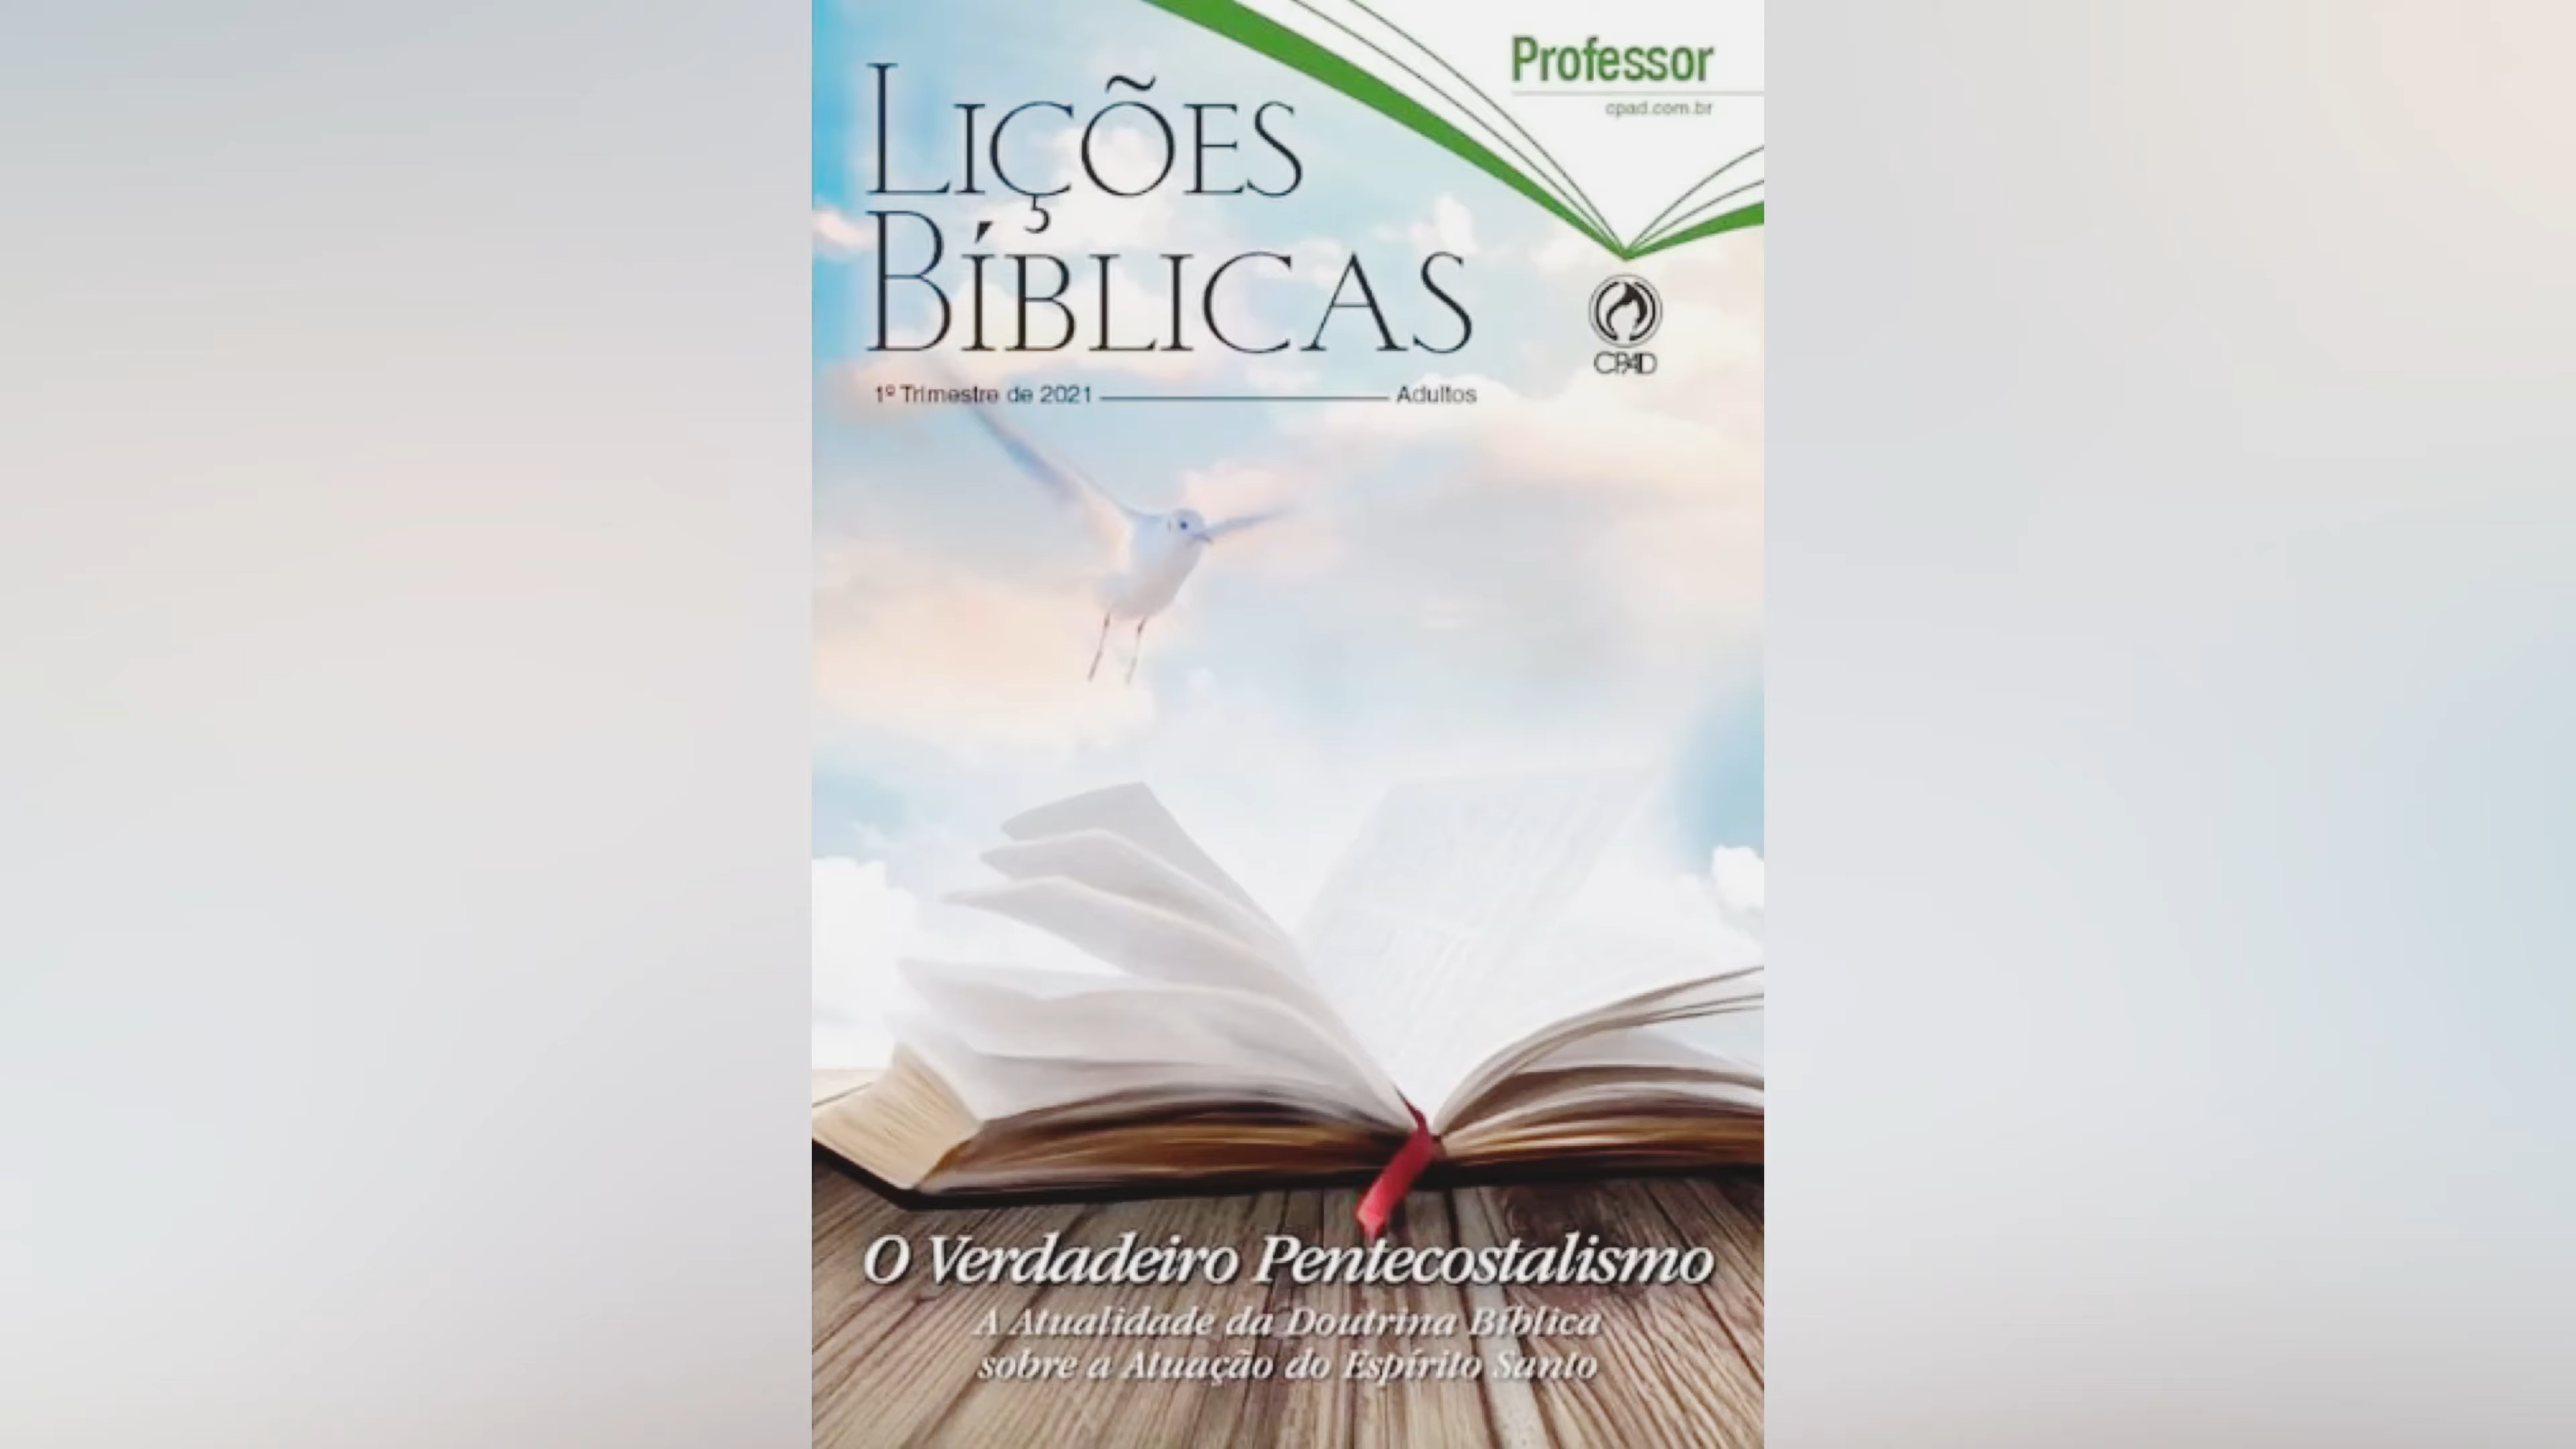 Professor
cpad.com.br
LIÇÕES
BÍBLICAS
CPAD
1º Trimestre de 2021 Adultos
O Verdadeiro Pentecostalismo
A Atualidade da Doutrina Bíblica
sobre a Atuação do Espírito Santo